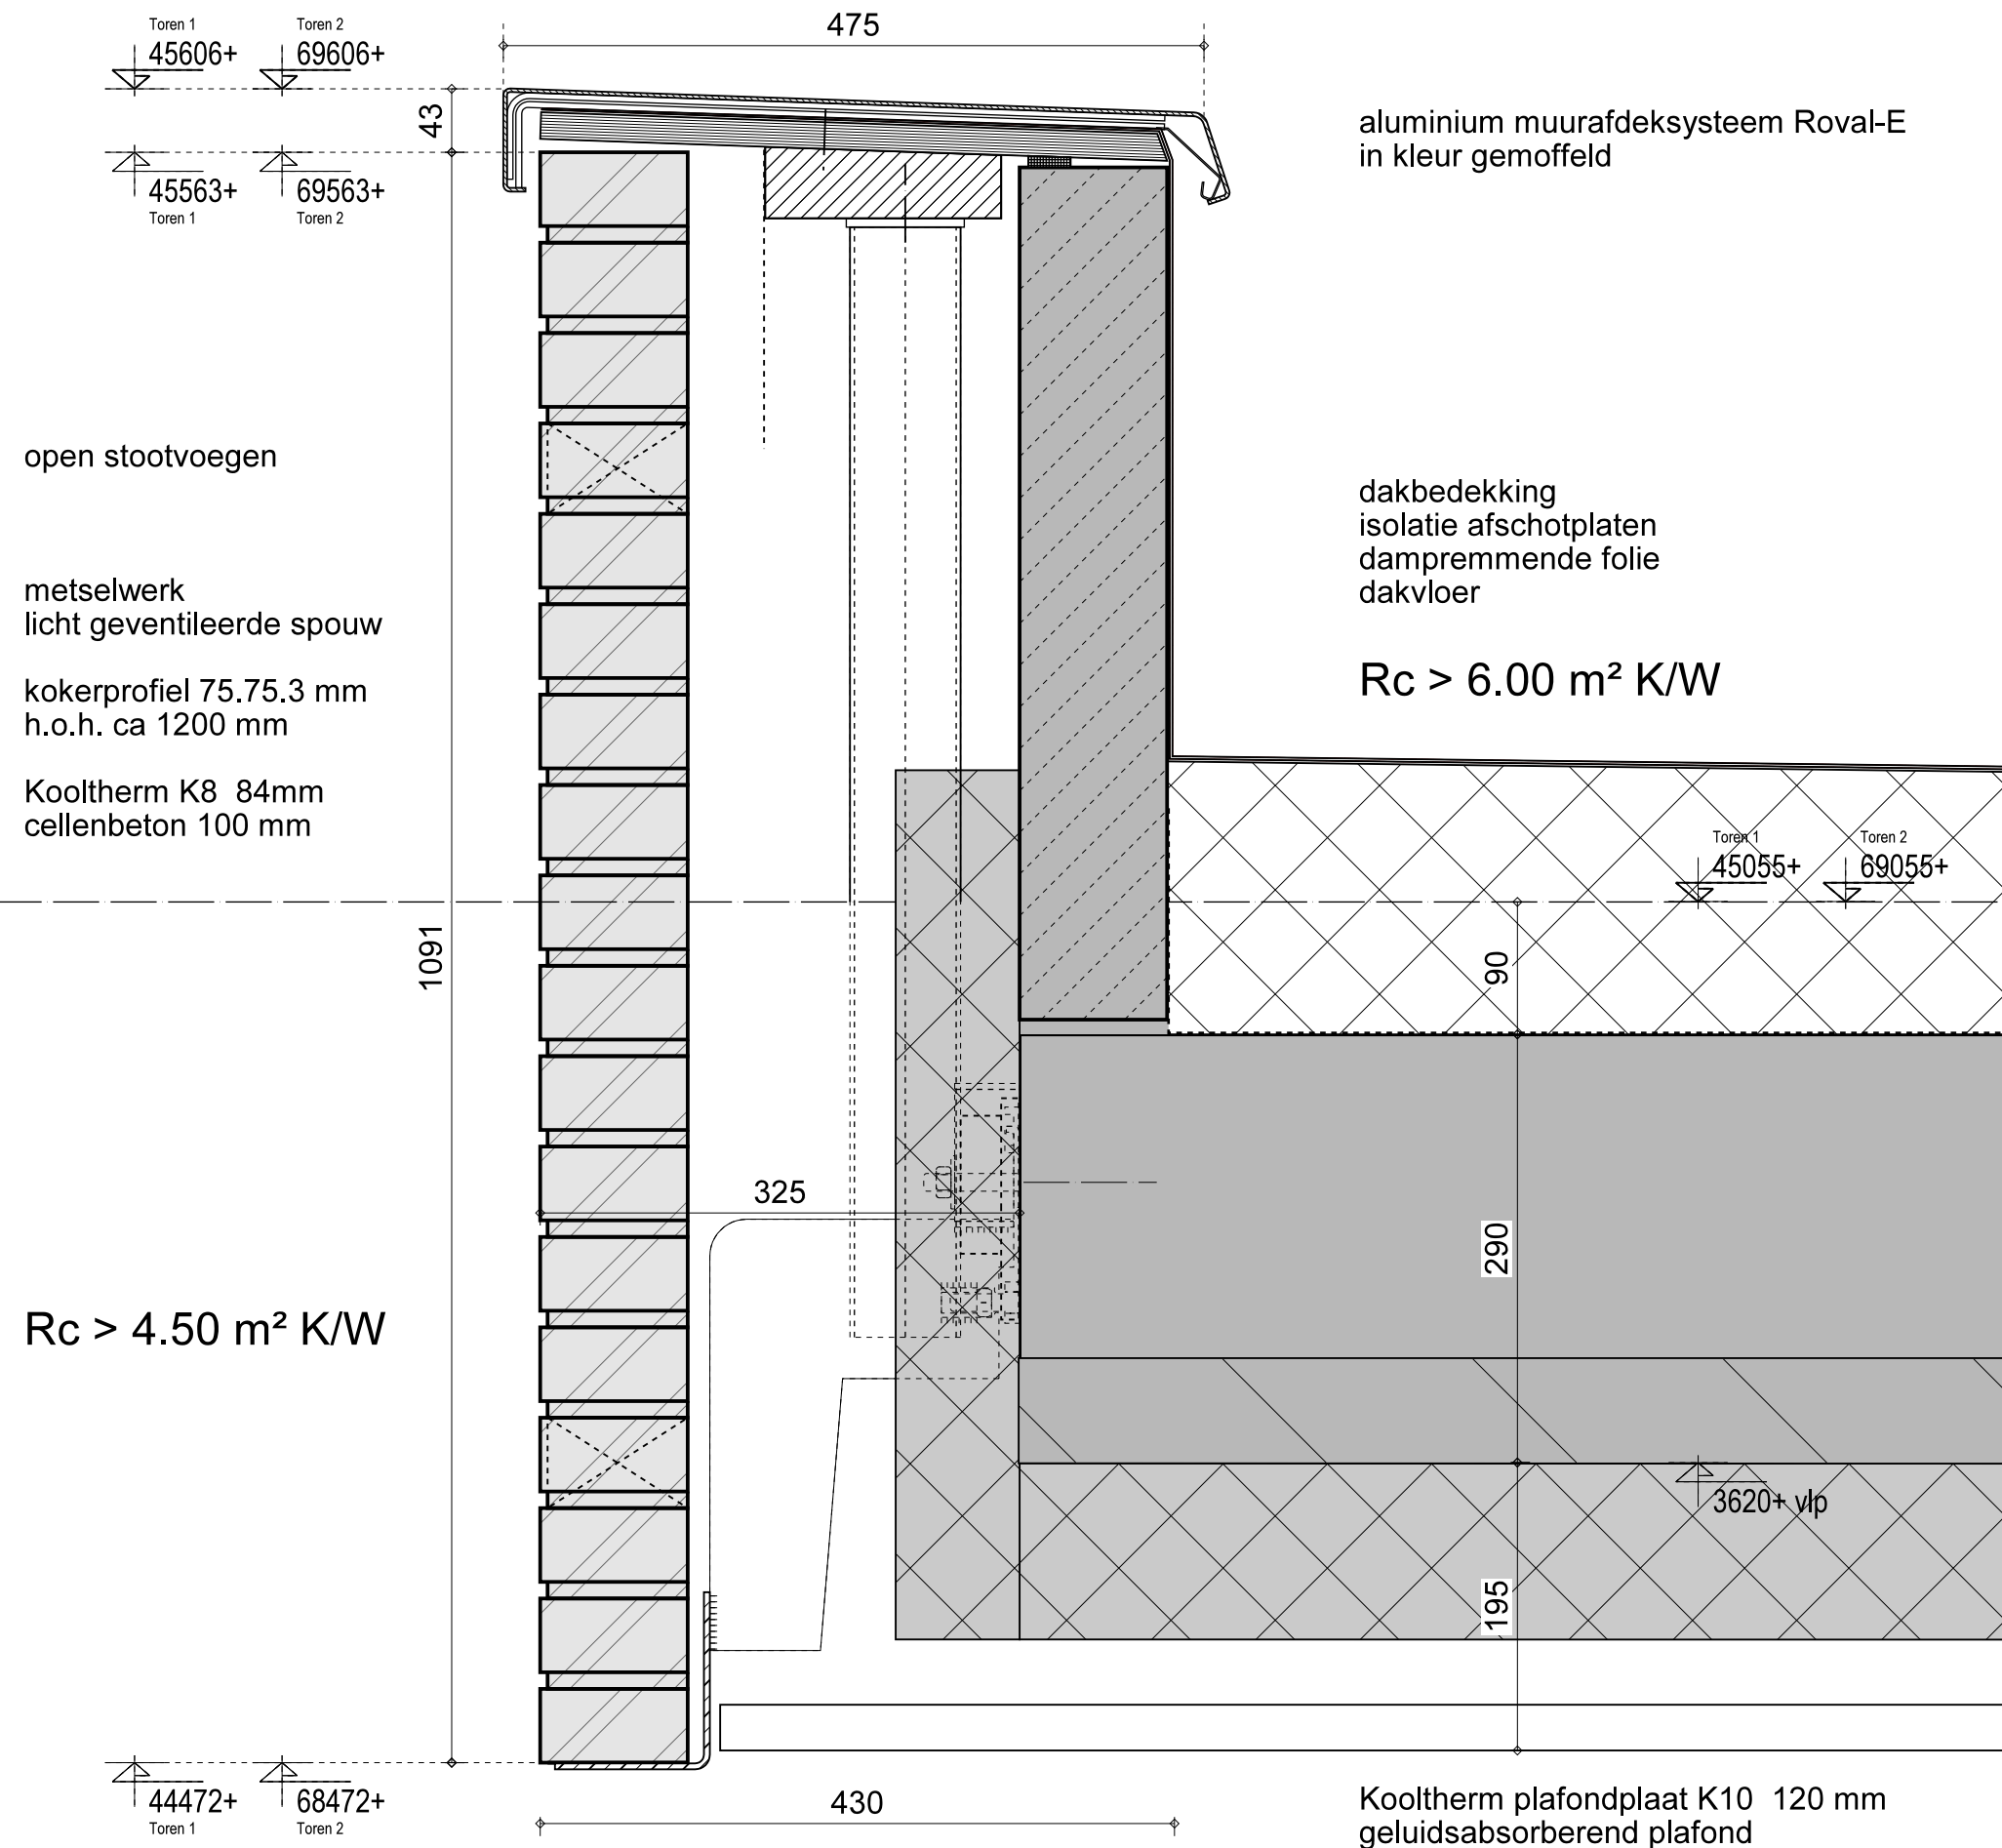 Toren 1
Toren 2
45606+
69606+
475
43
45563+
69563+
Toren 1
Toren 2
aluminium muurafdeksysteem Roval-E
in kleur gemoffeld
open stootvoegen
dakbedekking
isolatie afschotplaten
dampremmende folie
dakvloer
metselwerk
licht geventileerde spouw
Rc > 6.00 m² K/W
kokerprofiel 75.75.3 mm
h.o.h. ca 1200 mm
Kooltherm K8 84mm
cellenbeton 100 mm
Toren 1
Toren 2
45055+
69055+
1091
90
325
290
Rc > 4.50 m² K/W
3620+ vlp
195
44472+
68472+
Toren 1
Toren 2
430
Kooltherm plafondplaat K10 120 mm
geluidsabsorberend plafond